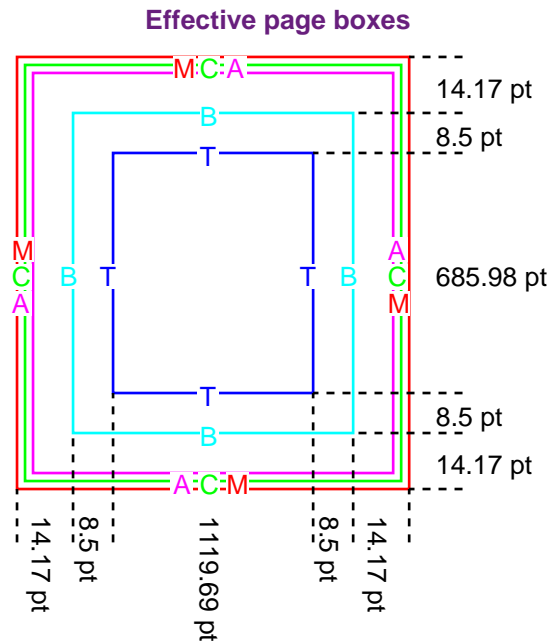 Effective page boxes
M C A
14.17 pt
B
8.5 pt
T
M
C
A
B
T
T
B
A
C
M
685.98 pt
T
8.5 pt
B
14.17 pt
A C M
14.17 pt
8.5 pt
1119.69 pt
8.5 pt
14.17 pt